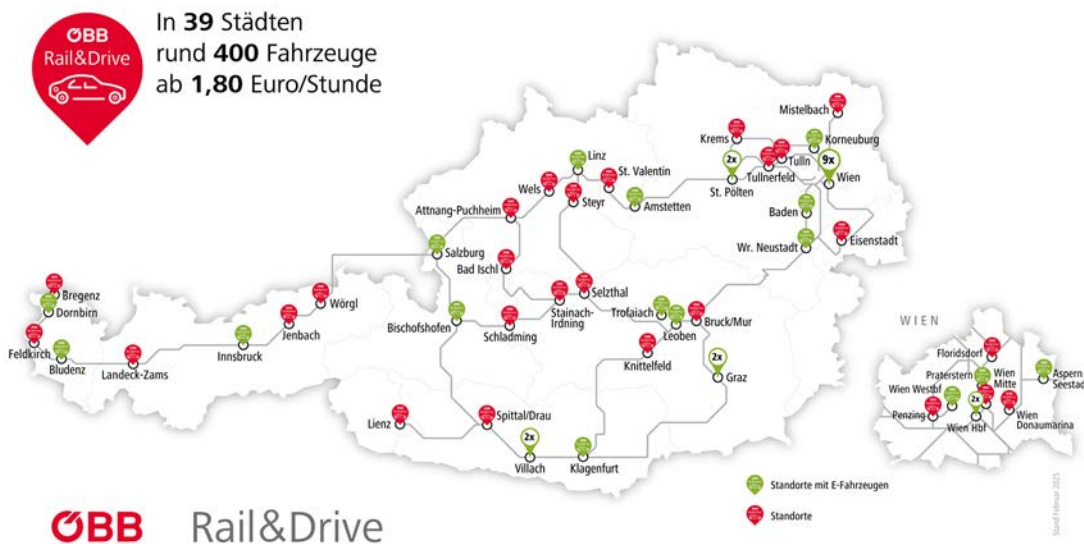 ÖBB
Rail&Drive
In 39 Städten
rund 400 Fahrzeuge
ab 1,80 Euro/Stunde
Mistelbach
Krems
Korneuburg
2x
Tulln
9x
Tullnerfeld
Wien
St. Pölten
Linz
St. Valentin
Wels
Steyr
Amstetten
Baden
Attnang-Puchheim
Salzburg
Wr. Neustadt
Eisenstadt
Bad Ischl
Selzthal
Bregenz
Dornbirn
Wörgl
Stainach-
Irdning
Trofaiach
Bruck/Mur
Leoben
Bischofshofen
Schladming
Jenbach
Feldkirch
Innsbruck
Bludenz
Landeck-Zams
Knittelfeld
2x
Graz
Lienz
Spittal/Drau
2x
Villach
Klagenfurt
WIEN
Floridsdorf
Praterstern
Wien
Mitte
Aspern
Seestad
Wien Westbf
2x
Penzing
Wien Hbf
Wien
Donaumarina
Standorte mit E-Fahrzeugen
Standorte
Stand Februar 2025
ÖBB Rail&Drive